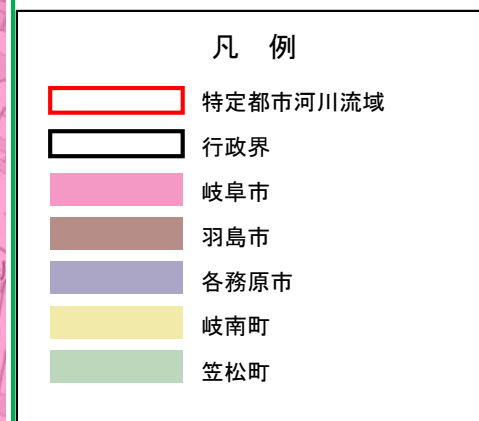 凡 例
特定都市河川流域
行政界
岐阜市
羽島市
各務原市
岐南町
笠松町